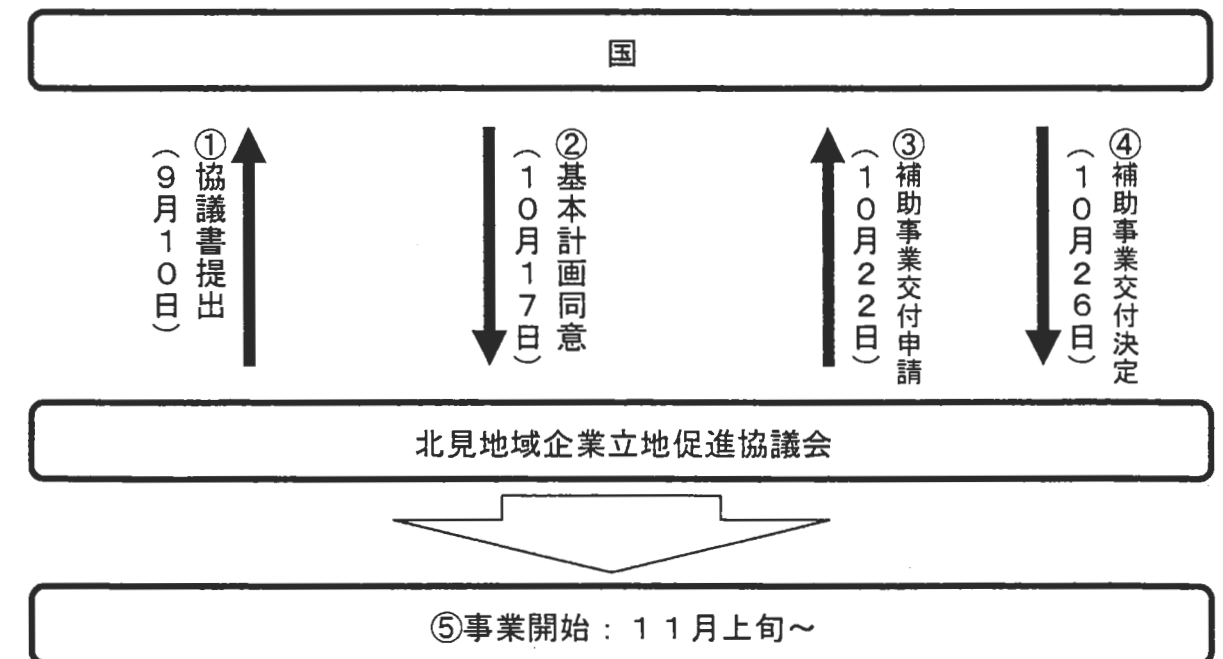 国
①協議書提出
（９月１０日）
②基本計画同意
（１０月１７日）
③補助事業交付申請
（１０月２２日）
④補助事業交付決定
（１０月２６日）
北見地域企業立地促進協議会
⑤事業開始：１１月上旬～